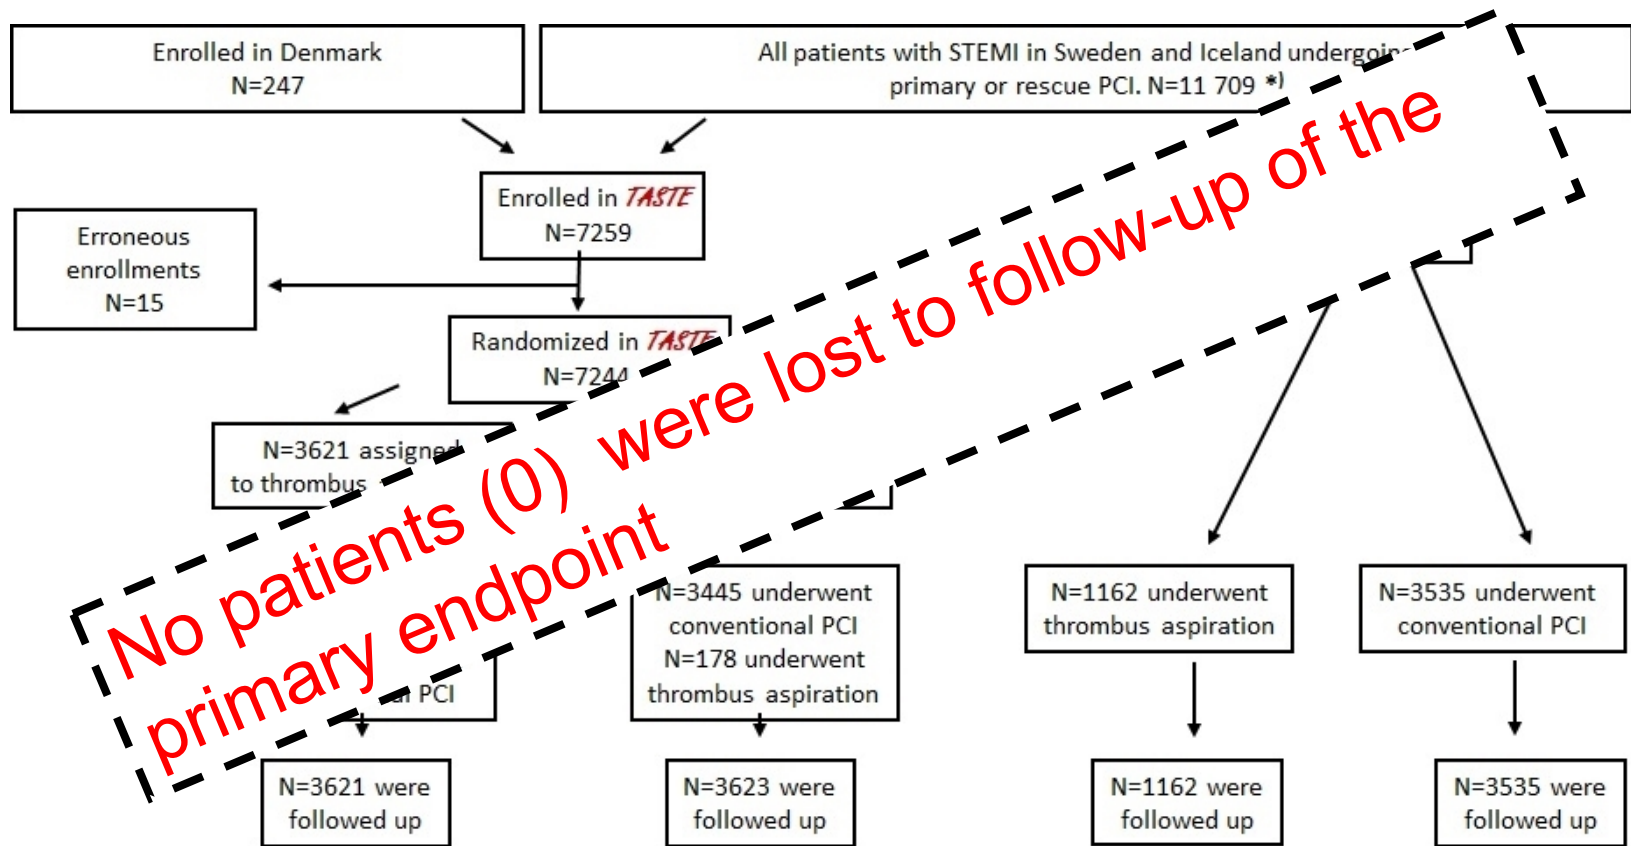 Enrolled in Denmark
N=247
All patients with STEMI in Sweden and Iceland
primary or rescue PCI. N=11 709 *)
Enrolled in TASTE
N=7259
Erroneous
enrollments
N=15
Randomized in TASTE
N=7244
N=3621 assigned
to thrombus
No patients (0) were lost to follow-up of the
primary endpoint
PCI
N=3445 underwent
conventional PCI
N=178 underwent
thrombus aspiration
N=1162 underwent
thrombus aspiration
N=3535 underwent
conventional PCI
N=3621 were
followed up
N=3623 were
followed up
N=1162 were
followed up
N=3535 were
followed up